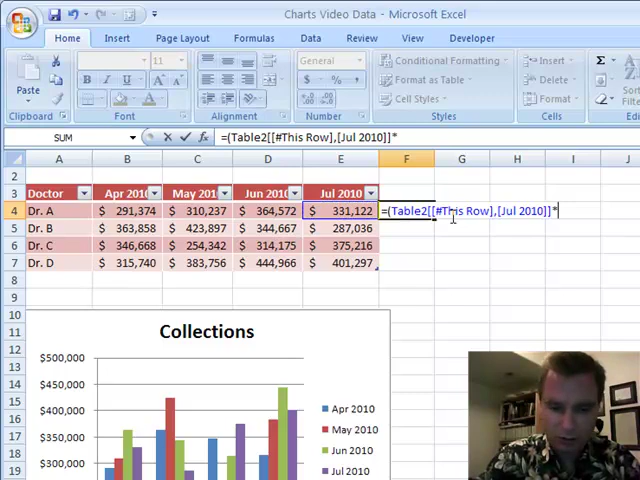 Charts Video Data - Microsoft Excel
Home Insert Page Layout Formulas Data Review View Developer
Paste
11
B I U A
General
$ % ,
Conditional Formatting
Format as Table
Cell Styles
Insert
Delete
Format
Σ
Sort
Filte
Clipboard Font Alignment Number Styles Cells
SUM fx =(Table2[[#This Row],[Jul 2010]]*
A B C D E F G H I J
2
3 Doctor Apr 2010 May 2010 Jun 2010 Jul 2010
4 Dr. A $ 291,374 $ 310,237 $ 364,572 $ 331,122 =(Table2[[#This Row],[Jul 2010]]*
5 Dr. B $ 363,858 $ 423,897 $ 344,667 $ 287,036
6 Dr. C $ 346,668 $ 254,342 $ 314,175 $ 375,216
7 Dr. D $ 315,740 $ 383,756 $ 444,966 $ 401,297
8
9
10
11 Collections
12
13 $500,000
14 $450,000
15
16 $400,000 Apr 2010
17 $350,000 May 2010
18 Jun 2010
19 $300,000 Jul 2010